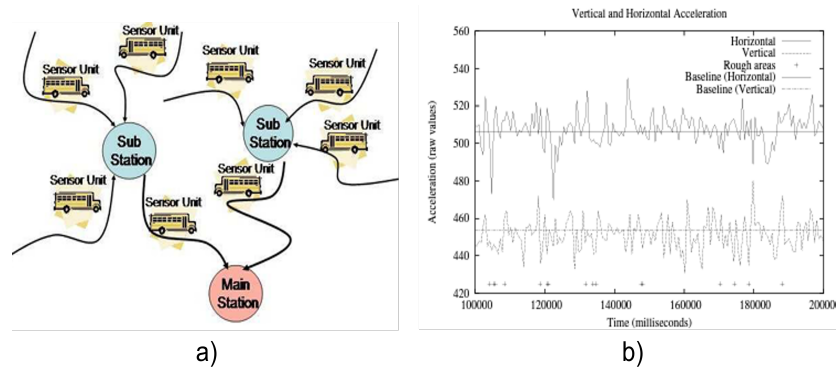 Sensor Unit
Sensor Unit
Sensor Unit
Sensor Unit
Sensor Unit
Sub
Station
Sub
Station
Sensor Unit
Sensor Unit
Sensor Unit
Sensor Unit
Main
Station
a)
Vertical and Horizontal Acceleration
Horizontal
Vertical
Rough areas
Baseline (Horizontal)
Baseline (Vertical)
Acceleration (raw values)
560
540
520
500
480
460
440
420
100000
120000
140000
160000
180000
20000
Time (milliseconds)
b)